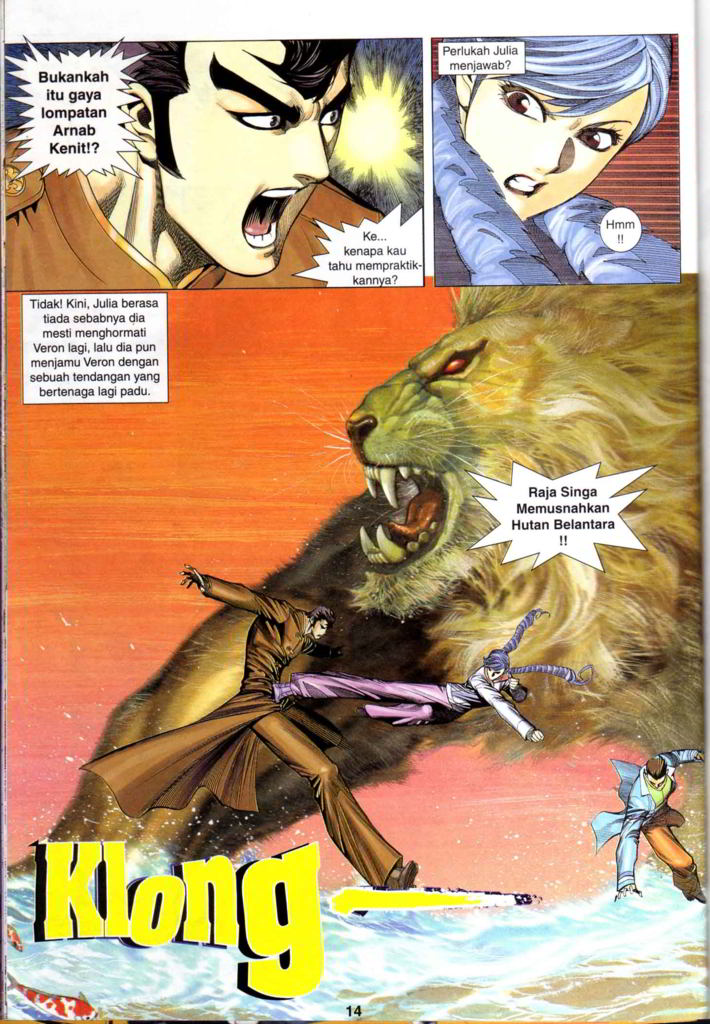 Bukankah
itu gaya
lompatan
Arnab
Kenit!?
Ke...
kenapa kau
tahu mempraktik-
kannya?
Perlukah Julia
menjawab?
Hmm
!!
Tidak! Kini, Julia berasa
tiada sebabnya dia
mesti menghormati
Veron lagi, lalu dia pun
menjamu Veron dengan
sebuah tendangan yang
bertenaga lagi padu.
Raja Singa
Memusnahkan
Hutan Belantara
!!
Klong
14